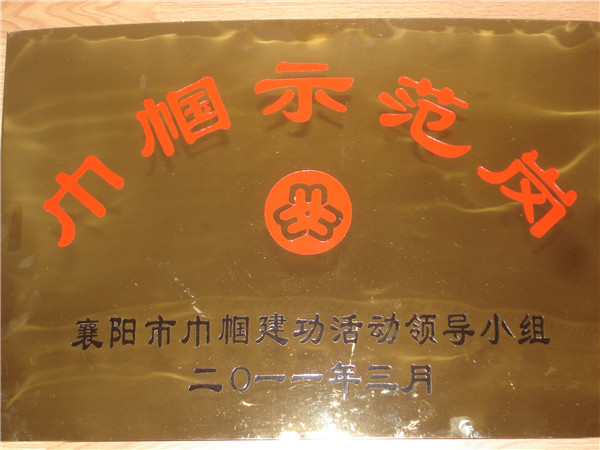 巾帼示范岗
襄阳市巾帼建功活动领导小组
二〇一一年三月